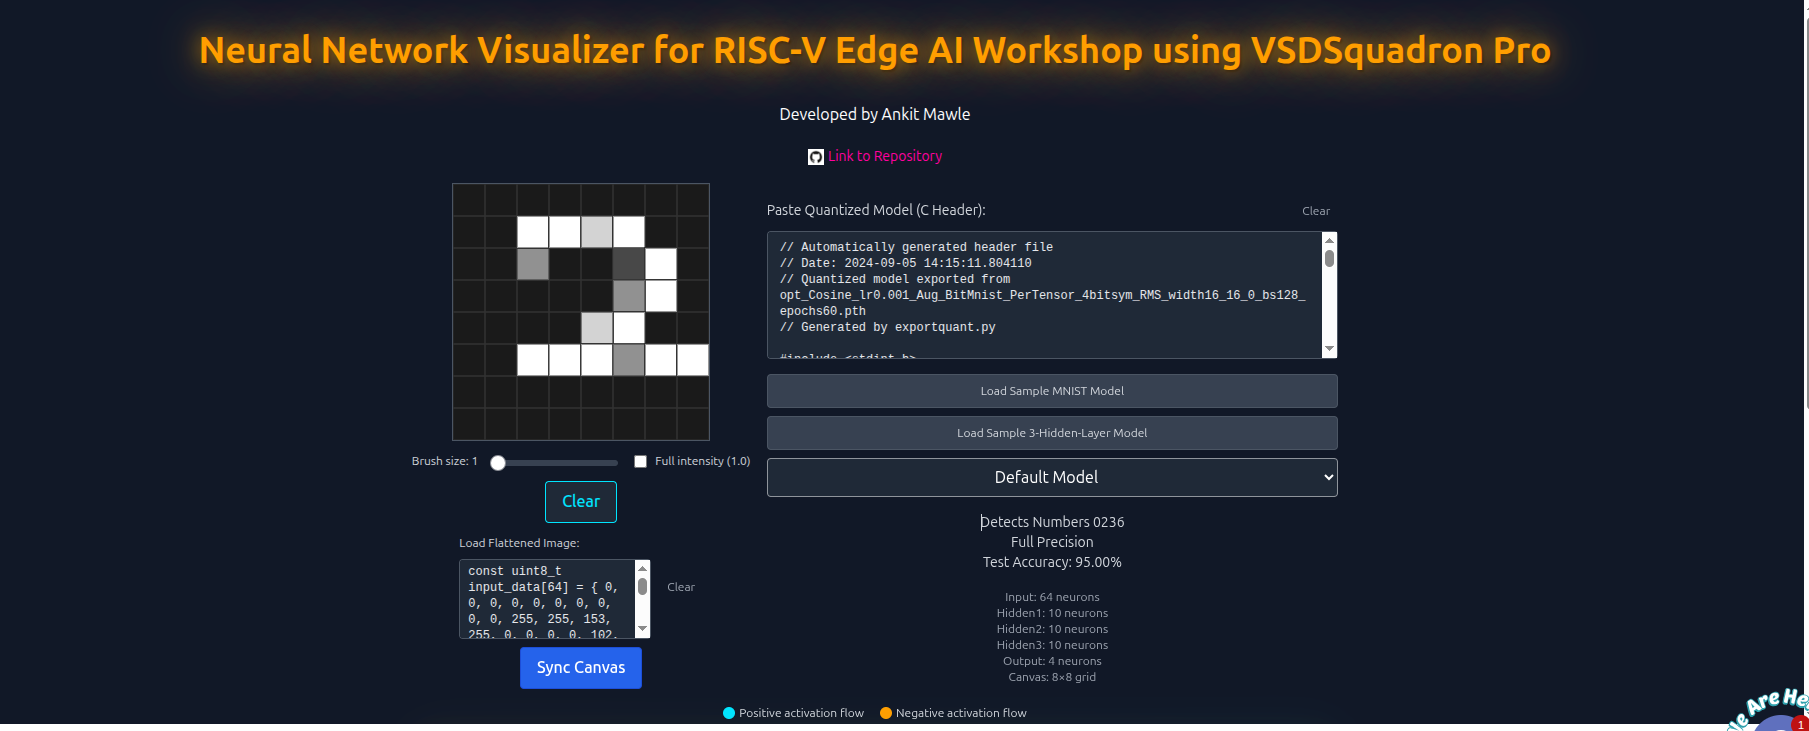 Neural Network Visualizer for RISC-V Edge AI Workshop using VSDSquadron Pro
Developed by Ankit Mawle
Link to Repository
Brush size: 1
Full intensity (1.0)
Clear
Load Flattened Image:
const uint8_t
input_data[64] = { 0,
0, 0, 0, 0, 0, 0, 0,
0, 0, 255, 255, 153,
255, 0, 0, 0, 0, 102,
Clear
Sync Canvas
Paste Quantized Model (C Header):
Clear
// Automatically generated header file
// Date: 2024-09-05 14:15:11.804110
// Quantized model exported from
opt_Cosine_lr0.001_Aug_BitMnist_PerTensor_4bitsym_RMS_width16_16_0_bs128_
epochs60.pth
// Generated by exportquant.py
#include <stdint.h>
Load Sample MNIST Model
Load Sample 3-Hidden-Layer Model
Default Model
Detects Numbers 0236
Full Precision
Test Accuracy: 95.00%
Input: 64 neurons
Hidden1: 10 neurons
Hidden2: 10 neurons
Hidden3: 10 neurons
Output: 4 neurons
Canvas: 8×8 grid
Positive activation flow
Negative activation flow
We Are He
1